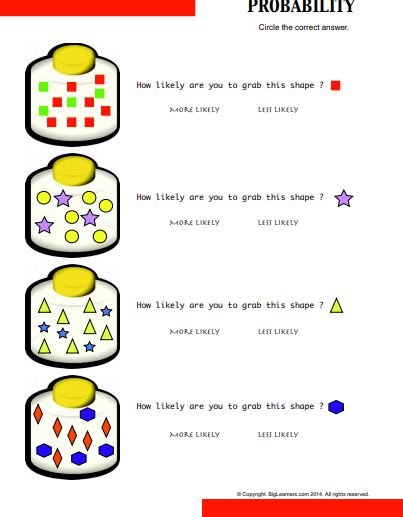 PROBABILITY
Circle the correct answer.
How likely are you to grab this shape ?
MORE LIKELY LESS LIKELY
How likely are you to grab this shape ?
MORE LIKELY LESS LIKELY
How likely are you to grab this shape ?
MORE LIKELY LESS LIKELY
How likely are you to grab this shape ?
MORE LIKELY LESS LIKELY
© Copyright. BigLearners.com 2014. All rights reserved.